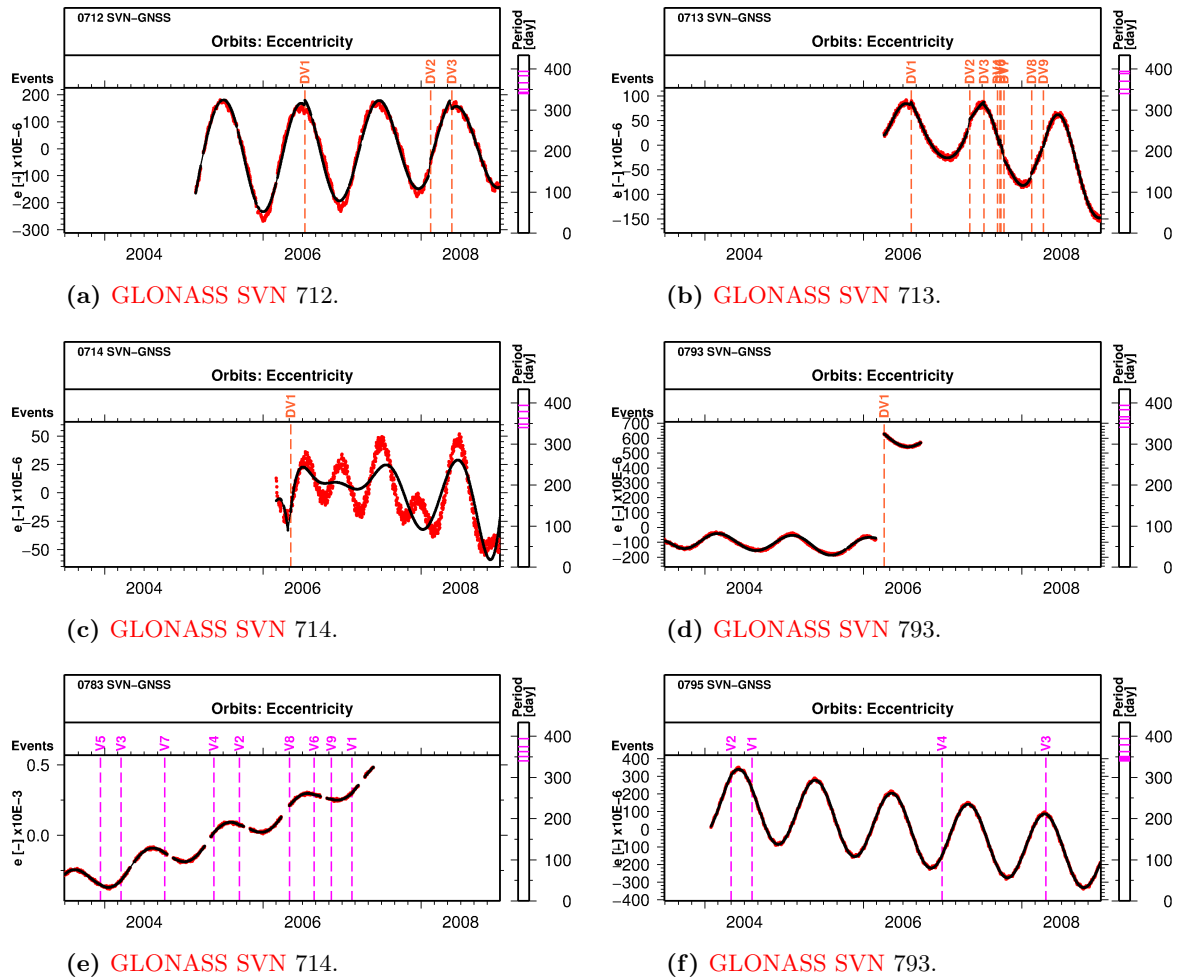 0712 SVN−GNSS
Orbits: Eccentricity
Period
[day]
Events
DV1
DV2
DV3
200
100
0
−100
−200
−300
e [−] x10E−6
400
300
200
100
0
2004
2006
2008
(a) GLONASS SVN 712.
0713 SVN−GNSS
Orbits: Eccentricity
Period
[day]
Events
DV1
DV2
DV3
DV8
DV9
100
50
0
−50
−100
−150
e [−] x10E−6
400
300
200
100
0
2004
2006
2008
(b) GLONASS SVN 713.
0714 SVN−GNSS
Orbits: Eccentricity
Period
[day]
Events
DV1
50
25
0
−25
−50
e [−] x10E−6
400
300
200
100
0
2004
2006
2008
(c) GLONASS SVN 714.
0793 SVN−GNSS
Orbits: Eccentricity
Period
[day]
Events
DV1
700
600
500
400
300
200
100
0
−100
−200
e [−] x10E−6
400
300
200
100
0
2004
2006
2008
(d) GLONASS SVN 793.
0783 SVN−GNSS
Orbits: Eccentricity
Period
[day]
Events
V5
V3
V7
V4
V2
V8
V6
V9
V1
0.5
0.0
e [−] x10E−3
400
300
200
100
0
2004
2006
2008
(e) GLONASS SVN 714.
0795 SVN−GNSS
Orbits: Eccentricity
Period
[day]
Events
V2
V1
V4
V3
400
300
200
100
0
−100
−200
−300
−400
e [−] x10E−6
400
300
200
100
0
2004
2006
2008
(f) GLONASS SVN 793.